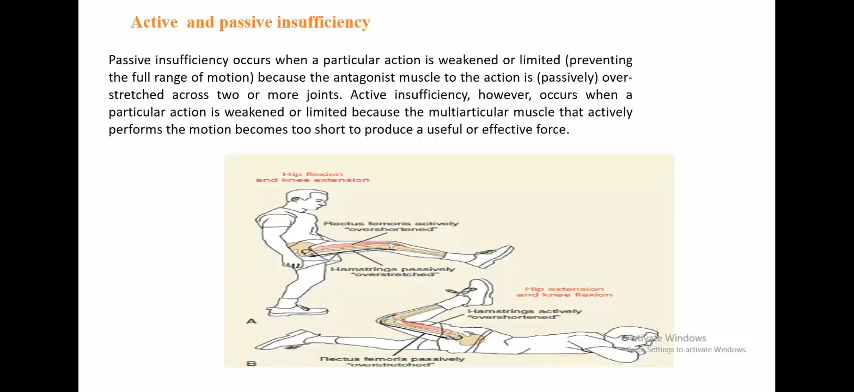 Active and passive insufficiency
Passive insufficiency occurs when a particular action is weakened or limited (preventing
the full range of motion) because the antagonist muscle to the action is (passively) over-
stretched across two or more joints. Active insufficiency, however, occurs when a
particular action is weakened or limited because the multiarticular muscle that actively
performs the motion becomes too short to produce a useful or effective force.
Hip flexion
and knee extension
Rectus femoris actively
"overshortened"
Hamstrings passively
"overstretched"
A
Hip extension
and knee flexion
Hamstrings actively
"overshortened"
Rectus femoris passively
"overstretched"
B
Activate Windows
Settings to activate Windows.